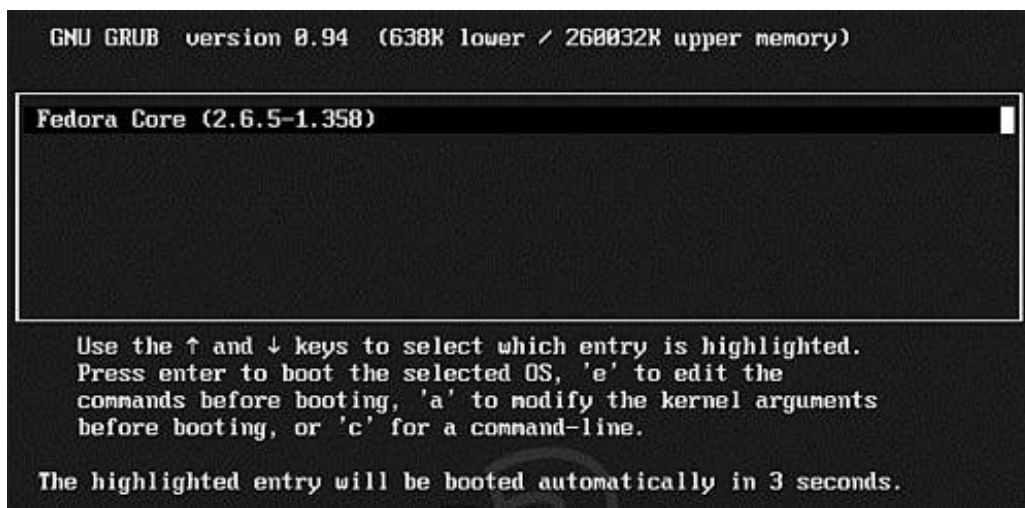 GNU GRUB version 0.94 (638K lower / 260032K upper memory)
Fedora Core (2.6.5-1.358)
Use the ↑ and ↓ keys to select which entry is highlighted.
Press enter to boot the selected OS, 'e' to edit the
commands before booting, 'a' to modify the kernel arguments
before booting, or 'c' for a command-line.
The highlighted entry will be booted automatically in 3 seconds.